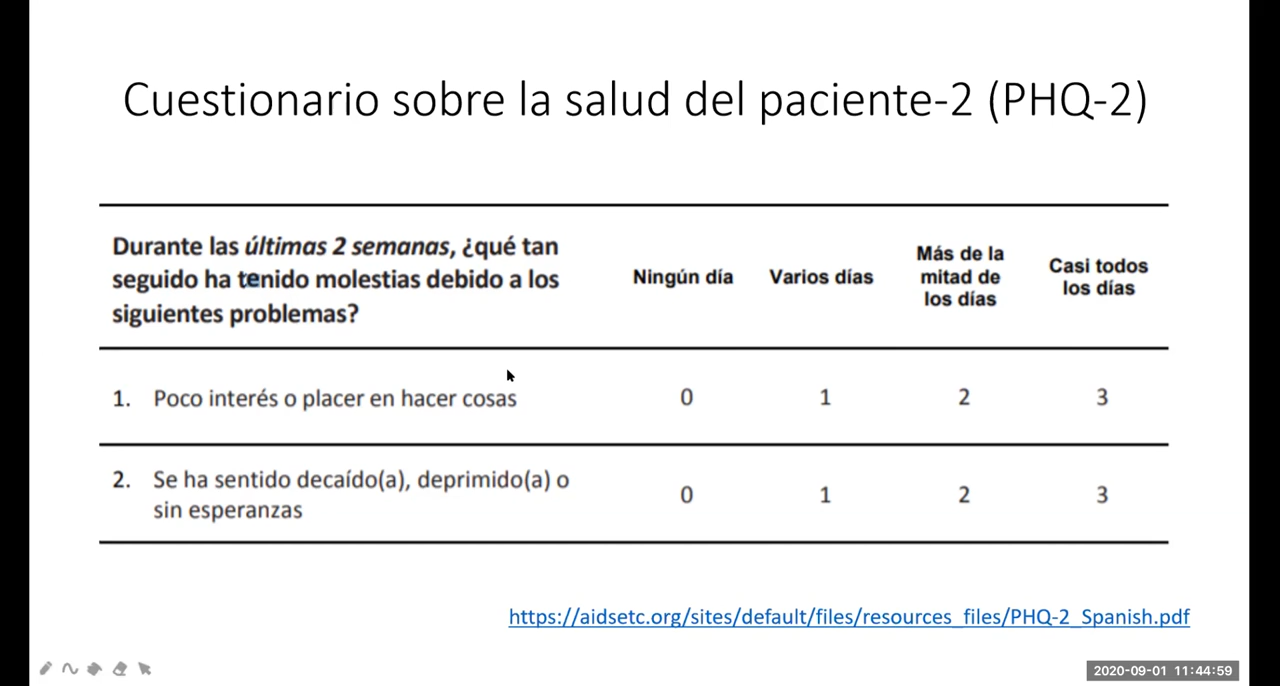 Cuestionario sobre la salud del paciente-2 (PHQ-2)
Durante las últimas 2 semanas, ¿qué tan
seguido ha tenido molestias debido a los
siguientes problemas?
Ningún día
Varios días
Más de la
mitad de
los días
Casi todos
los días
1. Poco interés o placer en hacer cosas 0 1 2 3
2. Se ha sentido decaído(a), deprimido(a) o
sin esperanzas
0 1 2 3
https://aidsetc.org/sites/default/files/resources_files/PHQ-2_Spanish.pdf
2020-09-01 11:44:59